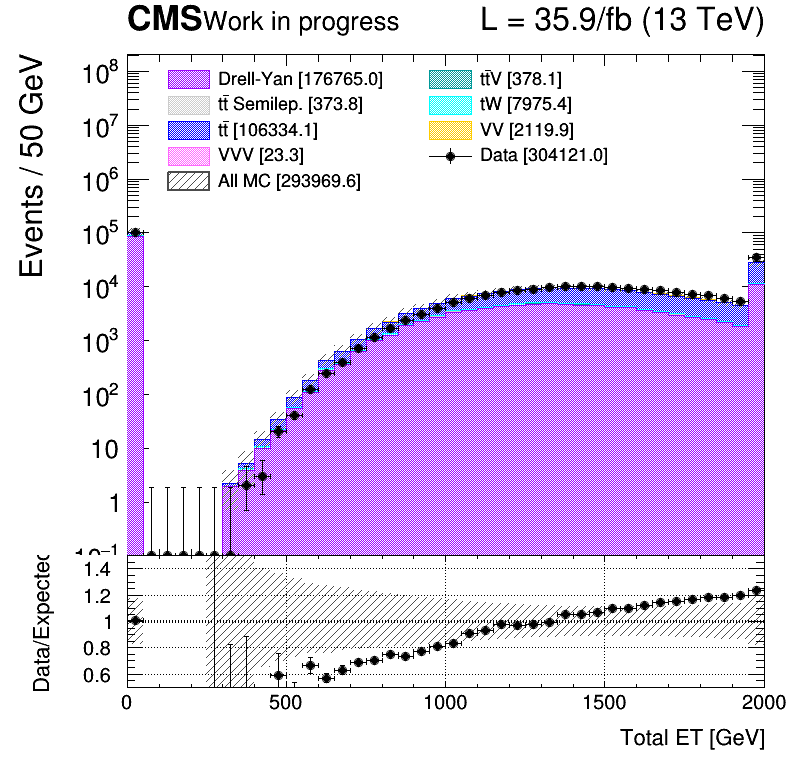 CMS Work in progress L = 35.9/fb (13 TeV)
Events / 50 GeV
10⁸
10⁷
10⁶
10⁵
10⁴
10³
10²
10
1
10⁻¹
Drell-Yan [176765.0]
tt̄ Semilep. [373.8]
tt̄ [106334.1]
VVV [23.3]
All MC [293969.6]
tt̄V [378.1]
tW [7975.4]
VV [2119.9]
Data [304121.0]
Data/Expected
1.4
1.2
1
0.8
0.6
0 500 1000 1500 2000
Total ET [GeV]